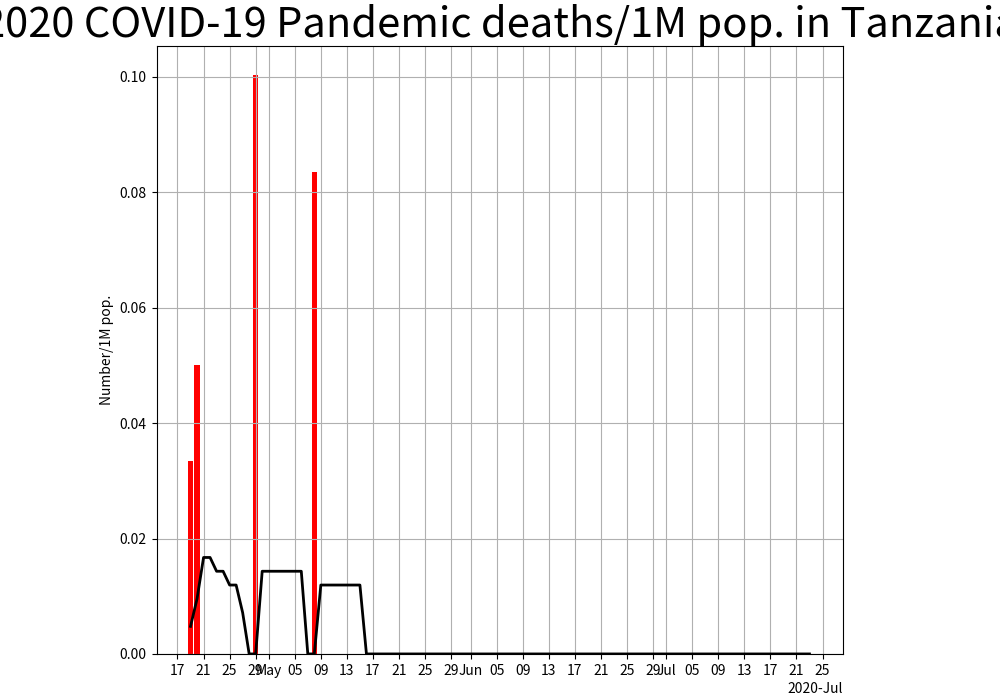 2020 COVID-19 Pandemic deaths/1M pop. in Tanzania
0.10
0.08
0.06
0.04
0.02
0.00
Number/1M pop.
17 21 25 29 May 05 09 13 17 21 25 29 Jun 05 09 13 17 21 25 29 Jul 05 09 13 17 21 25
2020-Jul